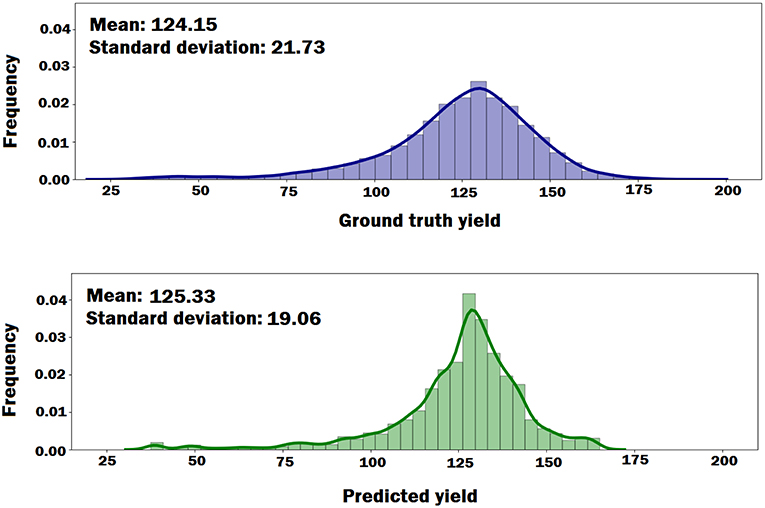 Mean: 124.15
Standard deviation: 21.73
Frequency
0.04
0.03
0.02
0.01
0.00
25 50 75 100 125 150 175 200
Ground truth yield
Mean: 125.33
Standard deviation: 19.06
Frequency
0.04
0.03
0.02
0.01
0.00
25 50 75 100 125 150 175 200
Predicted yield